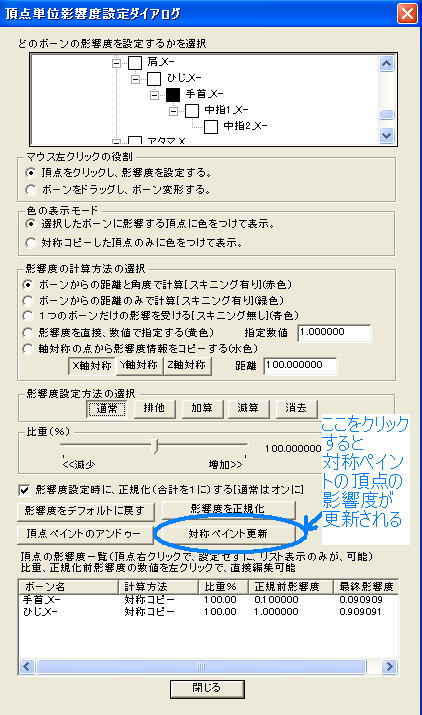 頂点単位影響度設定ダイアログ
どのボーンの影響度を設定するかを選択
肩_X-
ひじ_X-
手首_X-
中指1_X-
中指2_X-
アタマ_X-
マウス左クリックの役割
頂点をクリックし、影響度を設定する。
ボーンをドラッグし、ボーン変形する。
色の表示モード
選択したボーンに影響する頂点に色をつけて表示。
対称コピーした頂点のみに色をつけて表示。
影響度の計算方法の選択
ボーンからの距離と角度で計算[スキニング有り](赤色)
ボーンからの距離のみで計算[スキニング有り](緑色)
1つのボーンだけの影響を受ける[スキニング無し](青色)
影響度を直接、数値で指定する(黄色) 指定数値 1.000000
軸対称の点から影響度情報をコピーする(水色)
X軸対称 Y軸対称 Z軸対称 距離 100.000000
影響度設定方法の選択
通常 排他 加算 減算 消去
比重(%)
100.000000
<<減少 増加>>
ここをクリック
すると
対称ペイン
トの頂点の
影響度が
更新される
影響度設定時に、正規化(合計を1に)する[通常はオンに]
影響度をデフォルトに戻す 影響度を正規化
頂点ペイントのアンドゥー 対称ペイント更新
頂点の影響度一覧(頂点右クリックで、設定せずに、リスト表示のみが、可能)
比重、正規化前影響度の数値を左クリックで、直接編集可能
ボーン名 計算方法 比重% 正規前影響度 最終影響度
手首_X- 対称コピー 100.00 0.100000 0.090909
ひじ_X- 対称コピー 100.00 1.000000 0.909091
閉じる